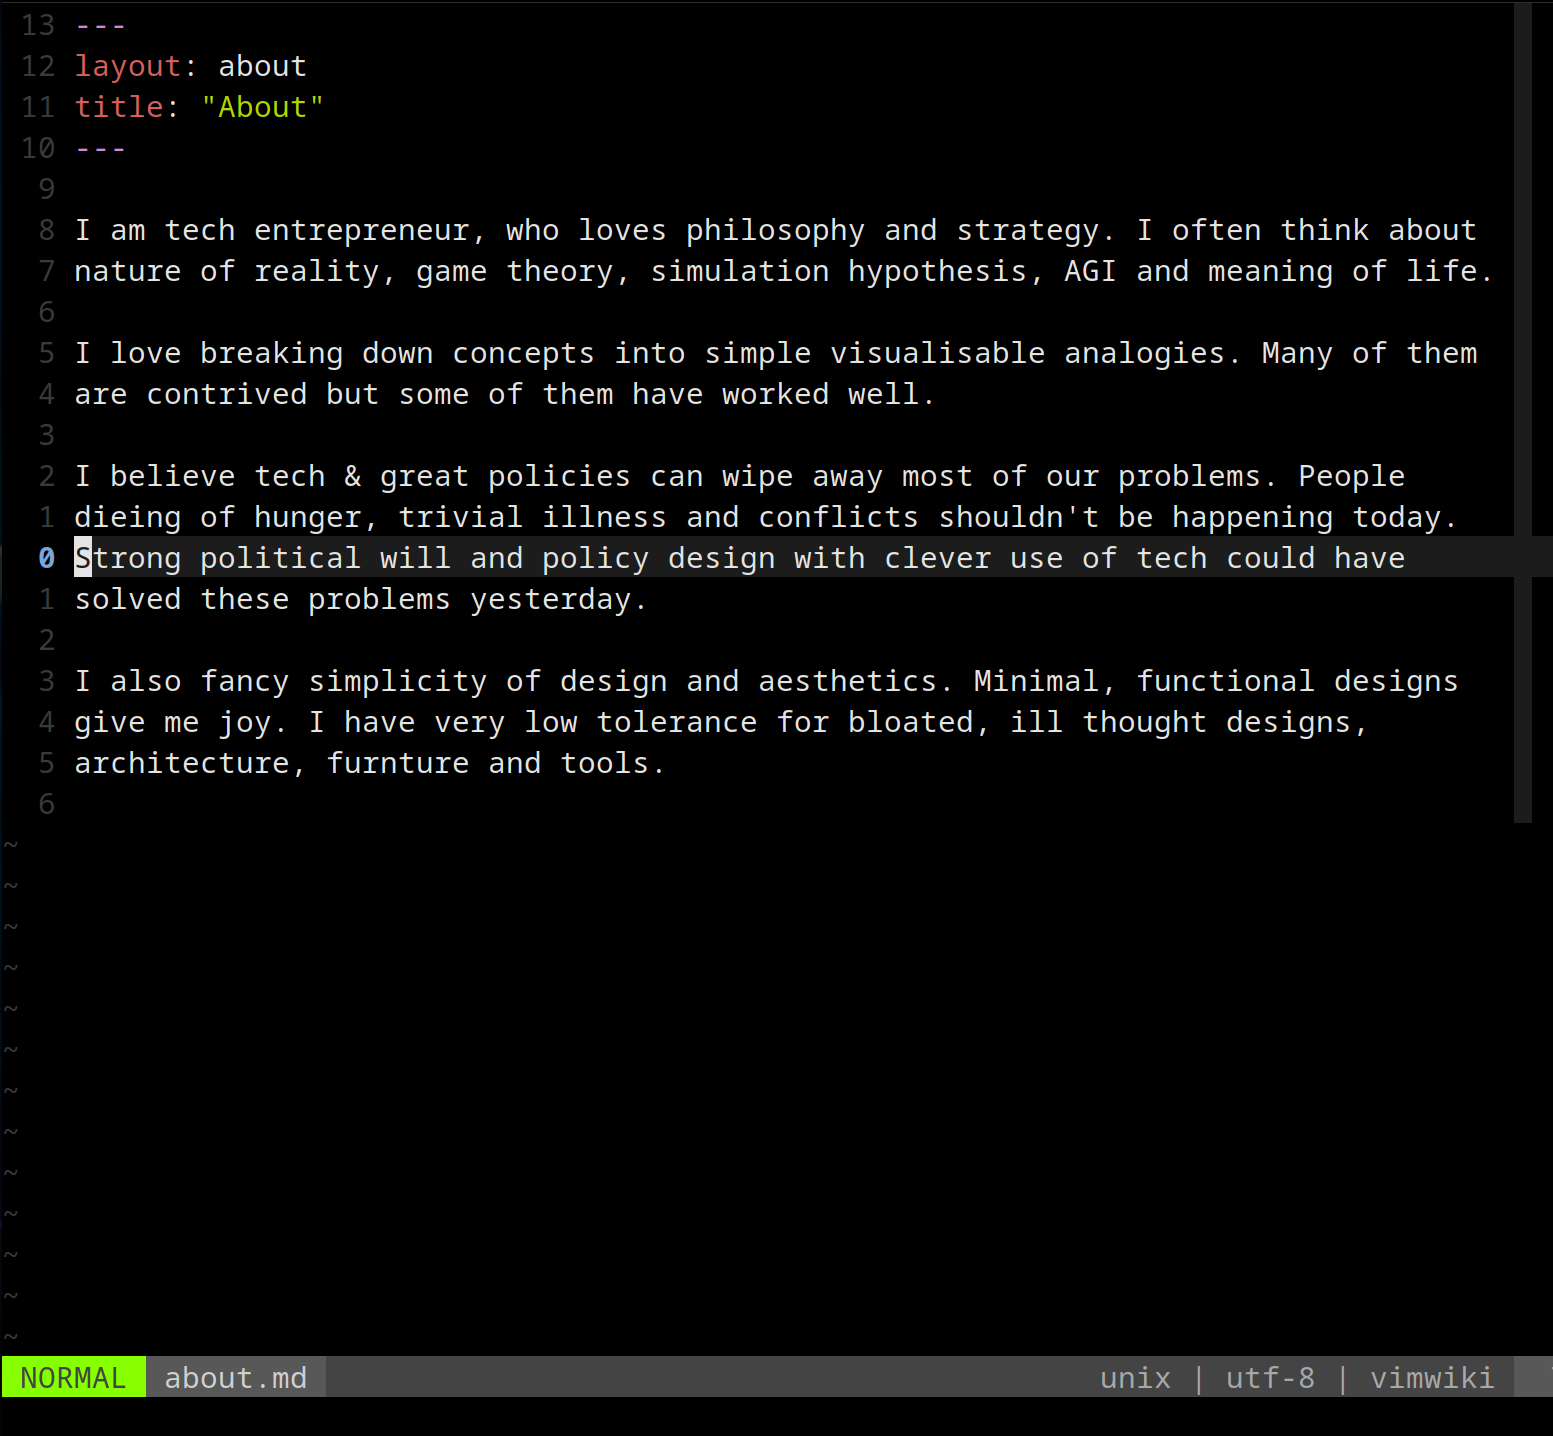 13 ---
12 layout: about
11 title: "About"
10 ---
9
8 I am tech entrepreneur, who loves philosophy and strategy. I often think about
7 nature of reality, game theory, simulation hypothesis, AGI and meaning of life.
6
5 I love breaking down concepts into simple visualisable analogies. Many of them
4 are contrived but some of them have worked well.
3
2 I believe tech & great policies can wipe away most of our problems. People
1 dieing of hunger, trivial illness and conflicts shouldn't be happening today.
0 Strong political will and policy design with clever use of tech could have
1 solved these problems yesterday.
2
3 I also fancy simplicity of design and aesthetics. Minimal, functional designs
4 give me joy. I have very low tolerance for bloated, ill thought designs,
5 architecture, furnture and tools.
6
~
~
~
~
~
~
~
~
~
~
~
~
~
NORMAL about.md unix | utf-8 | vimwiki